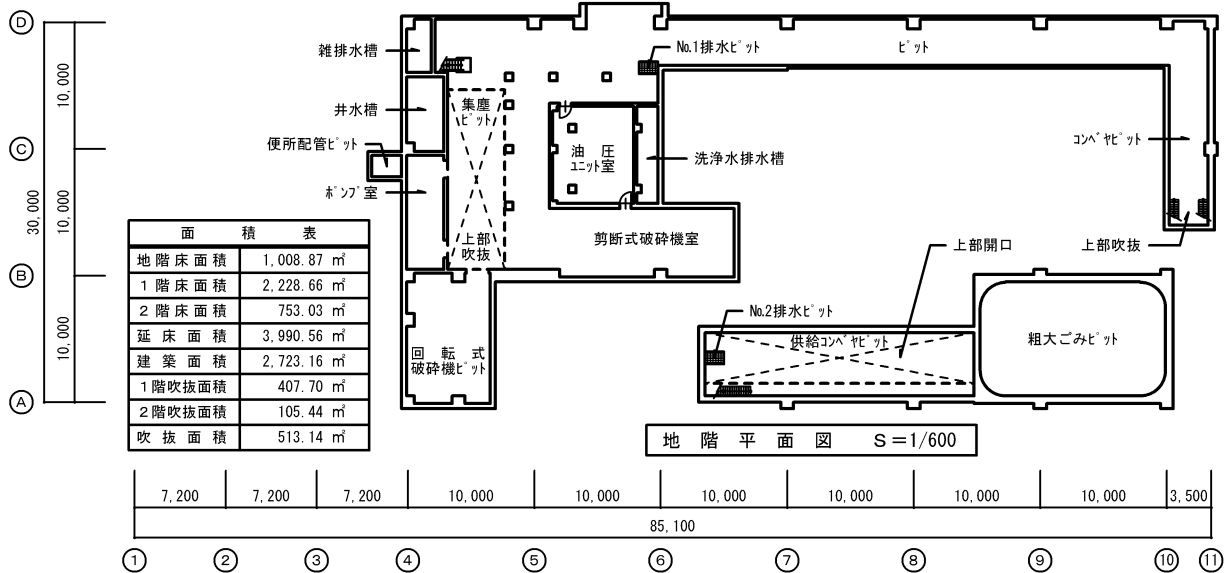 D
C
B
A
30,000
10,000
10,000
10,000
雑排水槽
井水槽
便所配管ピット
ポンプ室
集塵
ピット
上部
吹抜
No.1排水ピット
ピット
油圧
ユニット室
洗浄水排水槽
コンベヤピット
剪断式破砕機室
上部開口
上部吹抜
回転式
破砕機ピット
No.2排水ピット
供給コンベヤピット
粗大ごみピット
面積表
地階床面積 1,008.87 ㎡
1階床面積 2,228.66 ㎡
2階床面積 753.03 ㎡
延床面積 3,990.56 ㎡
建築面積 2,723.16 ㎡
1階吹抜面積 407.70 ㎡
2階吹抜面積 105.44 ㎡
吹抜面積 513.14 ㎡
地階平面図 S=1/600
7,200 7,200 7,200 10,000 10,000 10,000 10,000 10,000 10,000 3,500
85,100
1 2 3 4 5 6 7 8 9 10 11